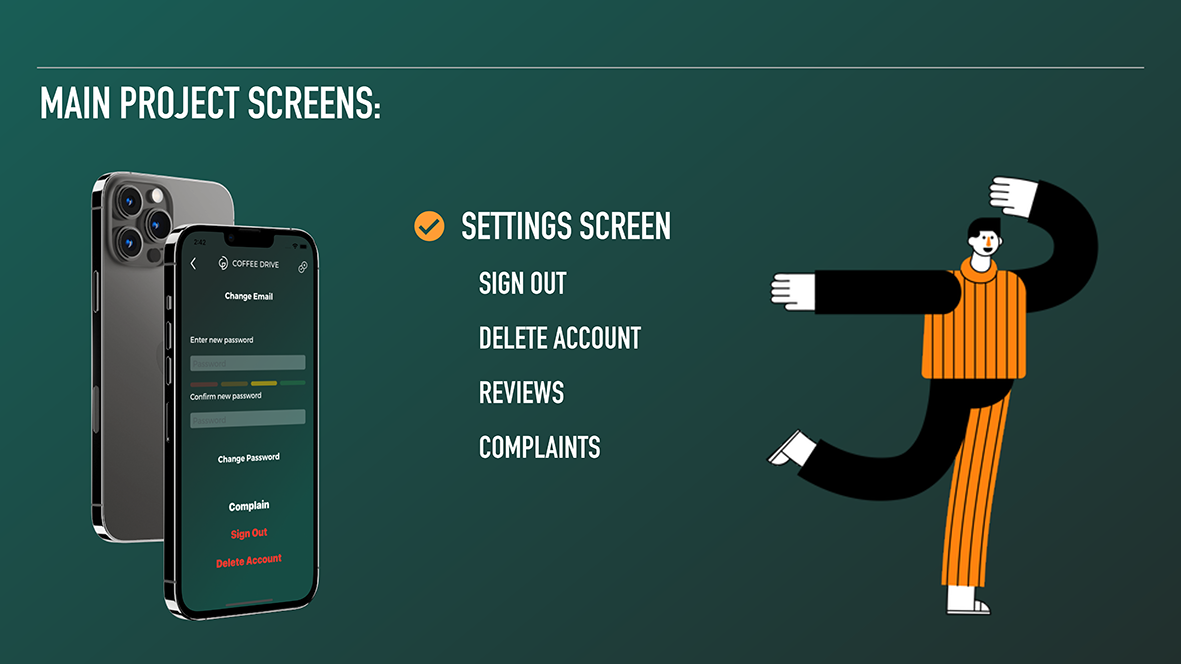 MAIN PROJECT SCREENS:
2:41
COFFEE DRIVE
Change Email
Enter new password
Password
Confirm new password
Password
Change Password
Complain
Sign Out
Delete Account
SETTINGS SCREEN
SIGN OUT
DELETE ACCOUNT
REVIEWS
COMPLAINTS